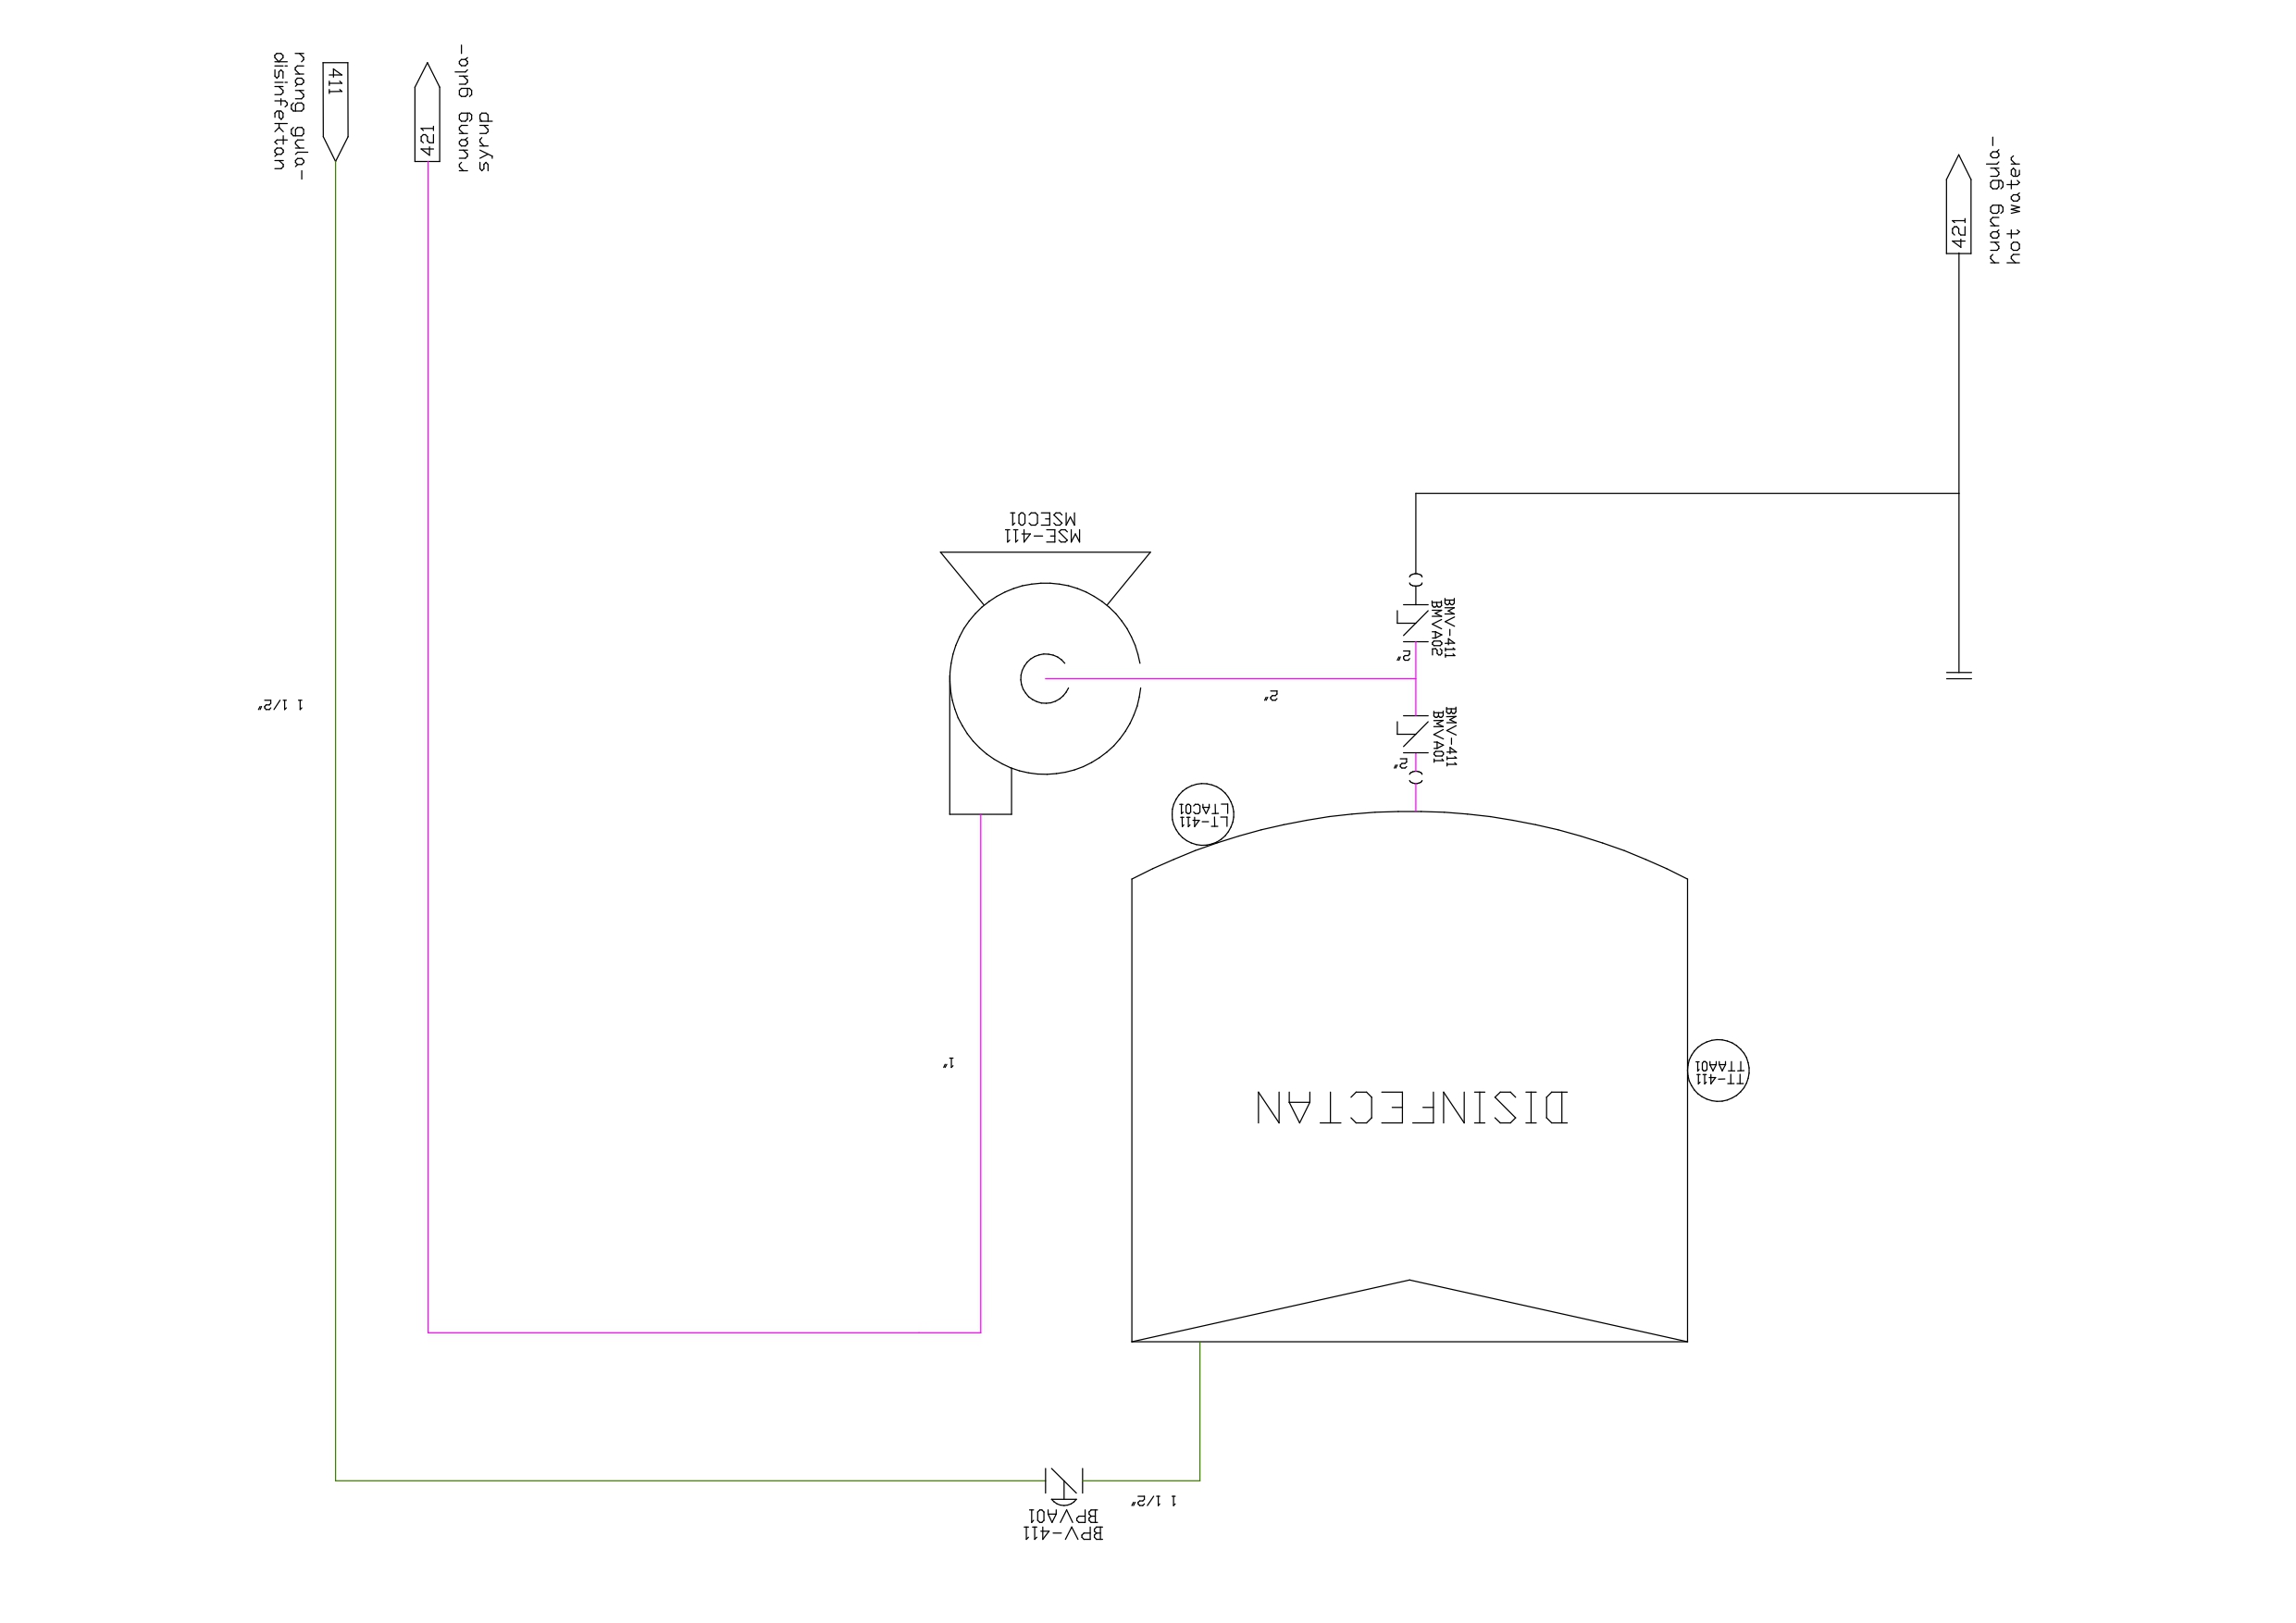 BPV-411
BPVA01
1 1/2"
DISINFECTAN
TT-411
TTAA01
1"
LT-411
LTAC01
BMV-411
BMVA01
2"
2"
1 1/2"
BMV-411
BMVA02
2"
MSE-411
MSEC01
ruang gula-
hot water
421
ruang gula-
syrup
421
411
ruang gula-
disinfektan